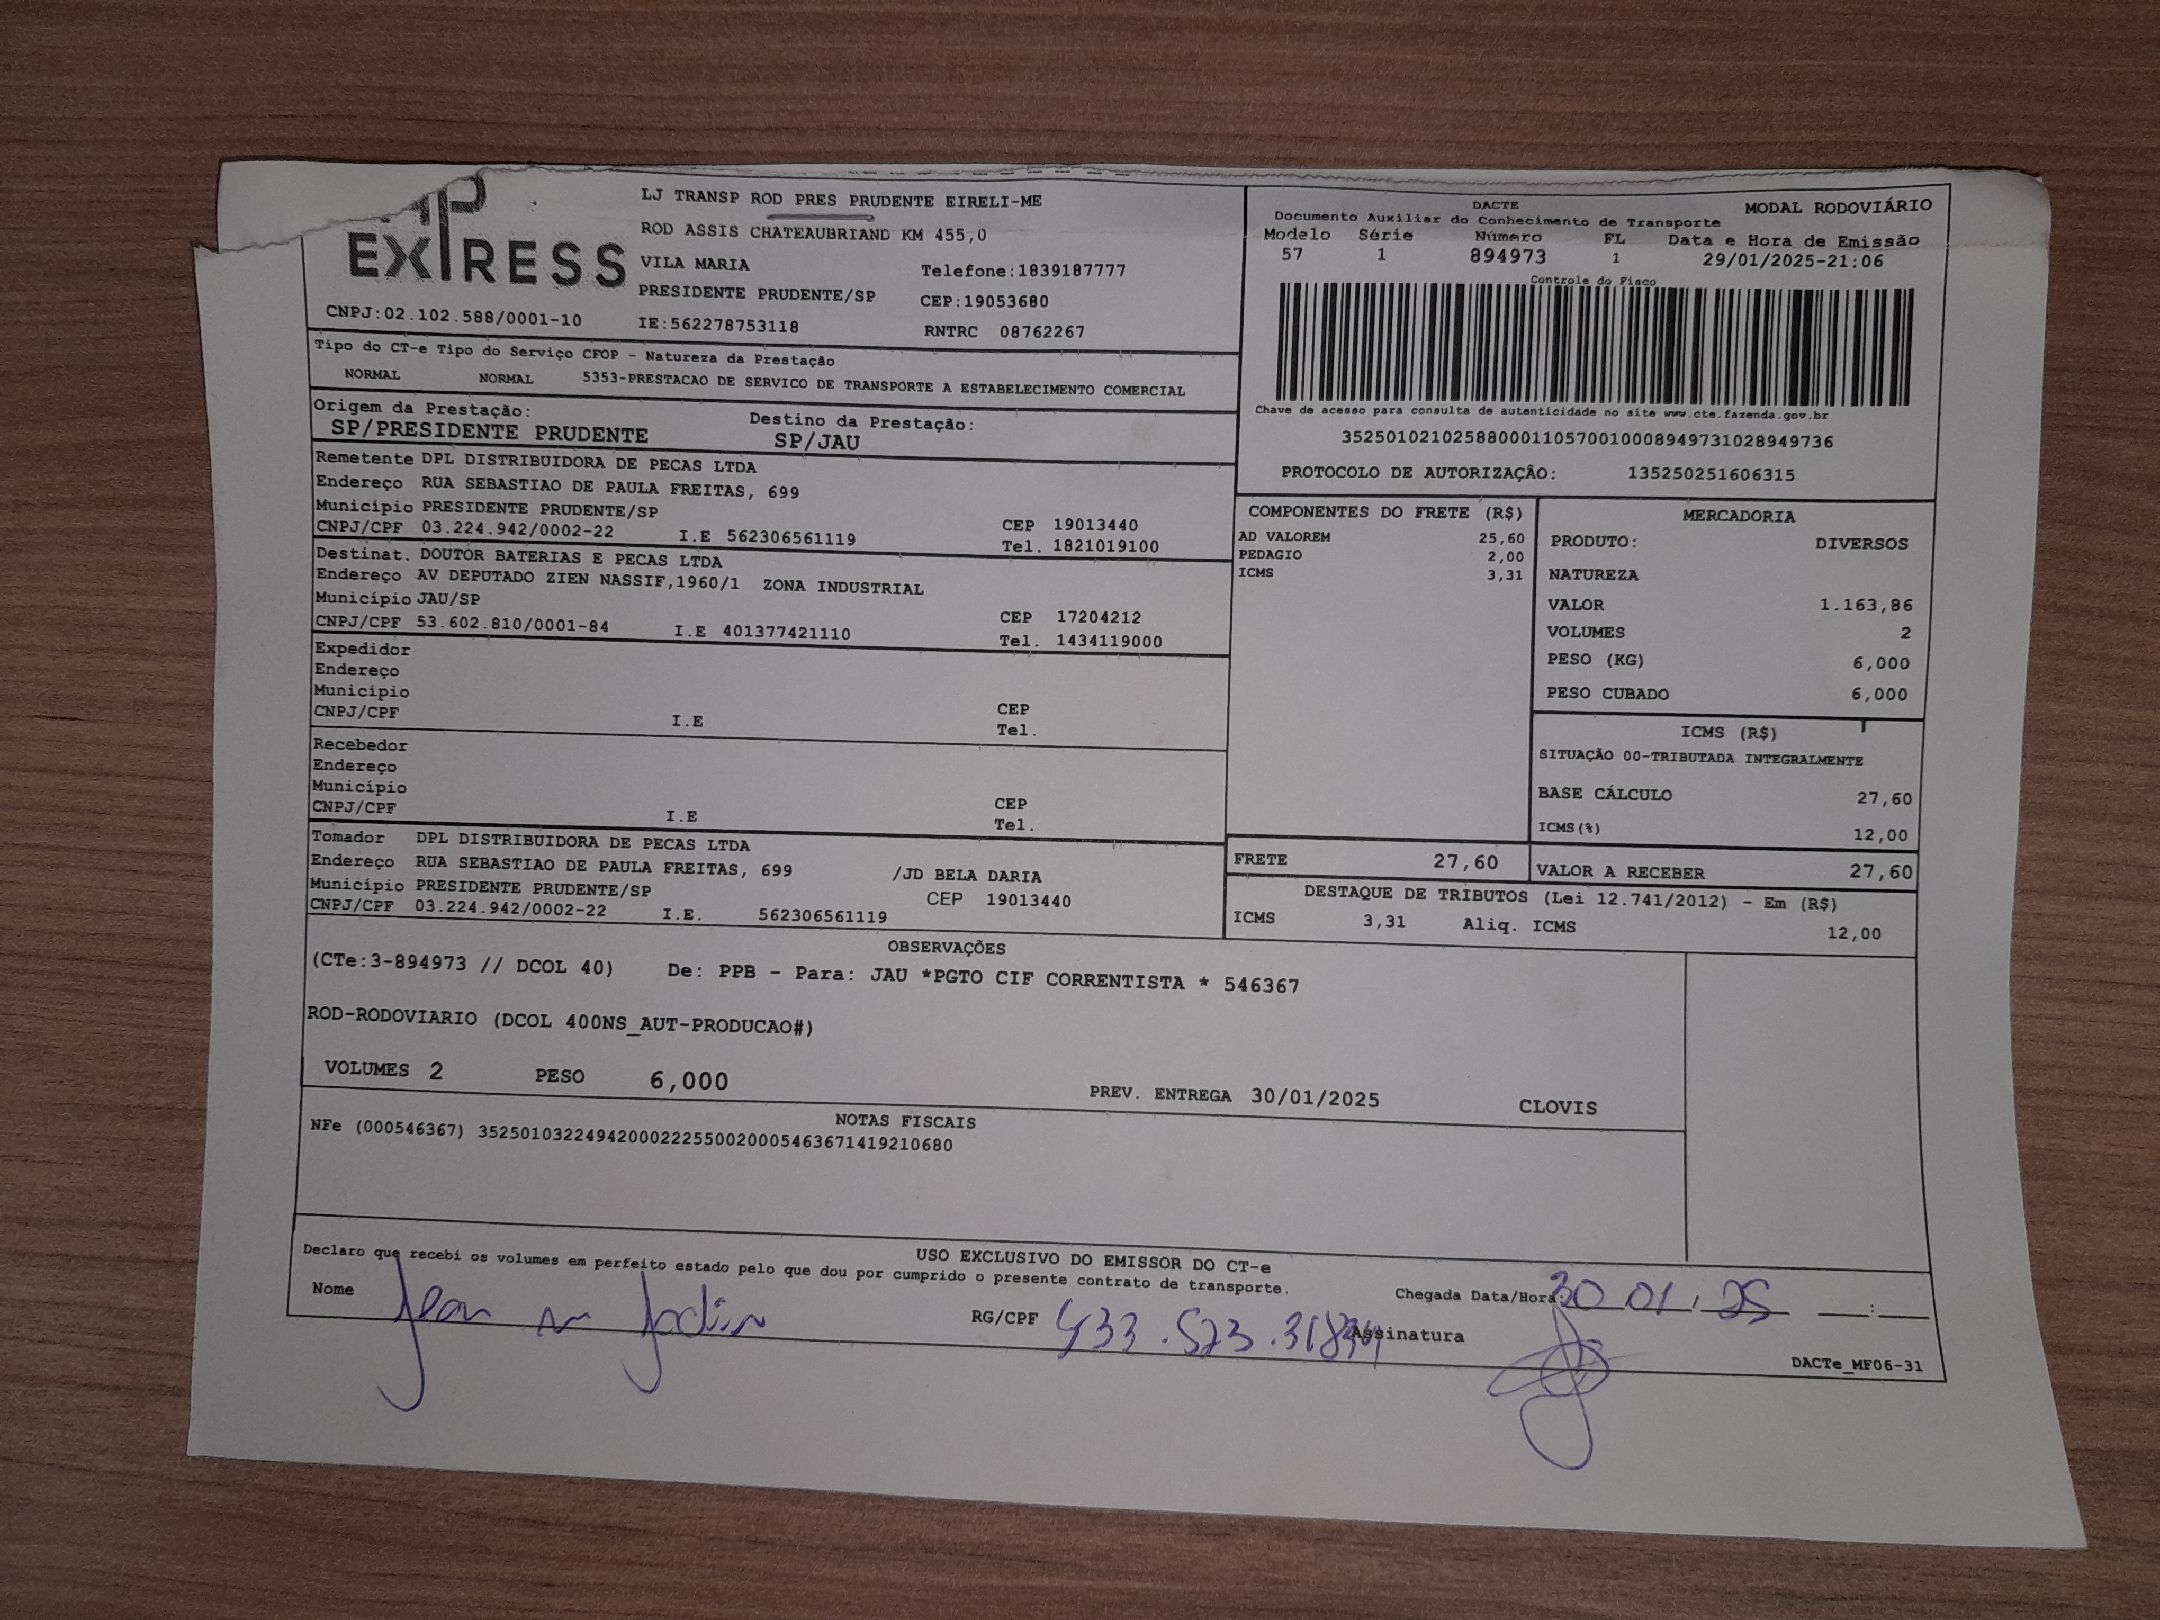 EXPRESS
LJ TRANSP ROD PRES PRUDENTE EIRELI-ME
ROD ASSIS CHATEAUBRIAND KM 455,0
VILA MARIA Telefone:1839187777
PRESIDENTE PRUDENTE/SP CEP:19053680
CNPJ:02.102.588/0001-10 IE:562278753118 RNTRC 08762267
DACTE MODAL RODOVIÁRIO
Documento Auxiliar do Conhecimento de Transporte
Modelo Série Número FL Data e Hora de Emissão
57 1 894973 1 29/01/2025-21:06
Controle do Fisco
Chave de acesso para consulta de autenticidade no site www.cte.fazenda.gov.br
35250102102588000110570010008949731028949736
PROTOCOLO DE AUTORIZAÇÂO: 135250251606315
Tipo do CT-e Tipo do Serviço CFOP - Natureza da Prestação
NORMAL NORMAL 5353-PRESTACAO DE SERVICO DE TRANSPORTE A ESTABELECIMENTO COMERCIAL
Origem da Prestação: Destino da Prestação:
SP/PRESIDENTE PRUDENTE SP/JAU
Remetente DPL DISTRIBUIDORA DE PECAS LTDA
Endereço RUA SEBASTIAO DE PAULA FREITAS, 699
Município PRESIDENTE PRUDENTE/SP CEP 19013440
CNPJ/CPF 03.224.942/0002-22 I.E 562306561119 Tel. 1821019100
Destinat. DOUTOR BATERIAS E PECAS LTDA
Endereço AV DEPUTADO ZIEN NASSIF,1960/1 ZONA INDUSTRIAL
Município JAU/SP CEP 17204212
CNPJ/CPF 53.602.810/0001-84 I.E 401377421110 Tel. 1434119000
Expedidor
Endereço
Município CEP
CNPJ/CPF I.E Tel.
Recebedor
Endereço
Município CEP
CNPJ/CPF I.E Tel.
Tomador DPL DISTRIBUIDORA DE PECAS LTDA
Endereço RUA SEBASTIAO DE PAULA FREITAS, 699 /JD BELA DARIA
Município PRESIDENTE PRUDENTE/SP CEP 19013440
CNPJ/CPF 03.224.942/0002-22 I.E. 562306561119
COMPONENTES DO FRETE (R$)
AD VALOREM 25,60
PEDAGIO 2,00
ICMS 3,31
MERCADORIA
PRODUTO: DIVERSOS
NATUREZA
VALOR 1.163,86
VOLUMES 2
PESO (KG) 6,000
PESO CUBADO 6,000
ICMS (R$)
SITUAÇÃO 00-TRIBUTADA INTEGRALMENTE
BASE CÁLCULO 27,60
ICMS(%) 12,00
FRETE 27,60 VALOR A RECEBER 27,60
DESTAQUE DE TRIBUTOS (Lei 12.741/2012) - Em (R$)
ICMS 3,31 Aliq. ICMS 12,00
OBSERVAÇÕES
(CTe:3-894973 // DCOL 40) De: PPB - Para: JAU *PGTO CIF CORRENTISTA * 546367
ROD-RODOVIARIO (DCOL 400NS_AUT-PRODUCAO#)
VOLUMES 2 PESO 6,000 PREV. ENTREGA 30/01/2025 CLOVIS
NOTAS FISCAIS
NFe (000546367) 35250103224942000222550020005463671419210680
USO EXCLUSIVO DO EMISSOR DO CT-e
Declaro que recebi os volumes em perfeito estado pelo que dou por cumprido o presente contrato de transporte.
Chegada Data/Hora: 30 01 25 :
Nome Jean RG/CPF Assinatura
DACTe_MF06-31